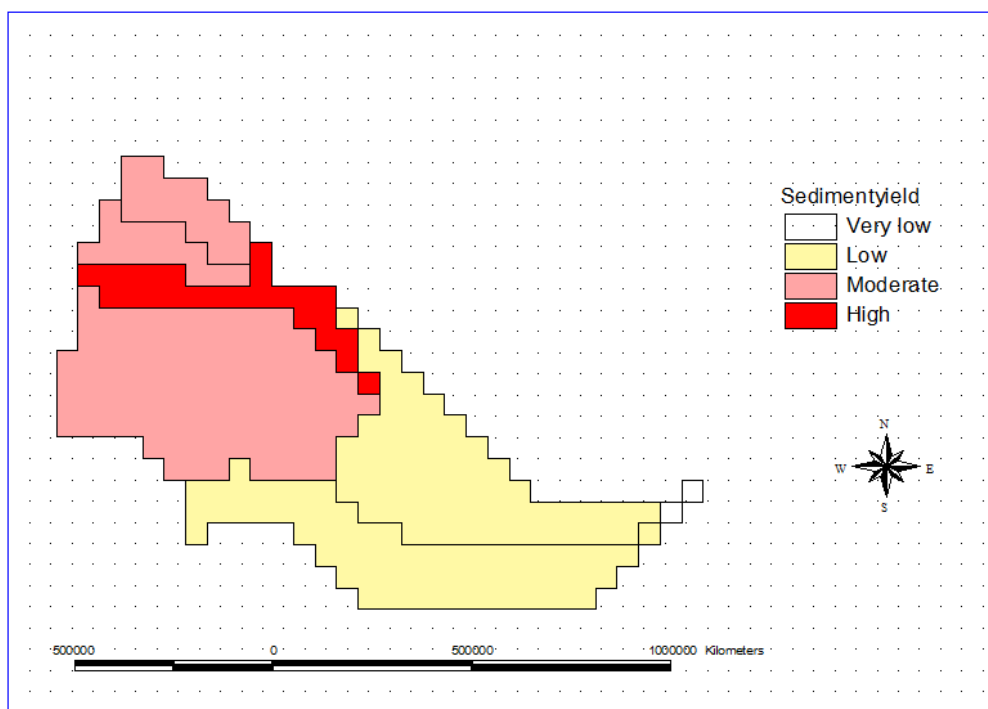 Sedimentyield
Very low
Low
Moderate
High
N
W E
S
500000 0 500000 1000000 Kilometers